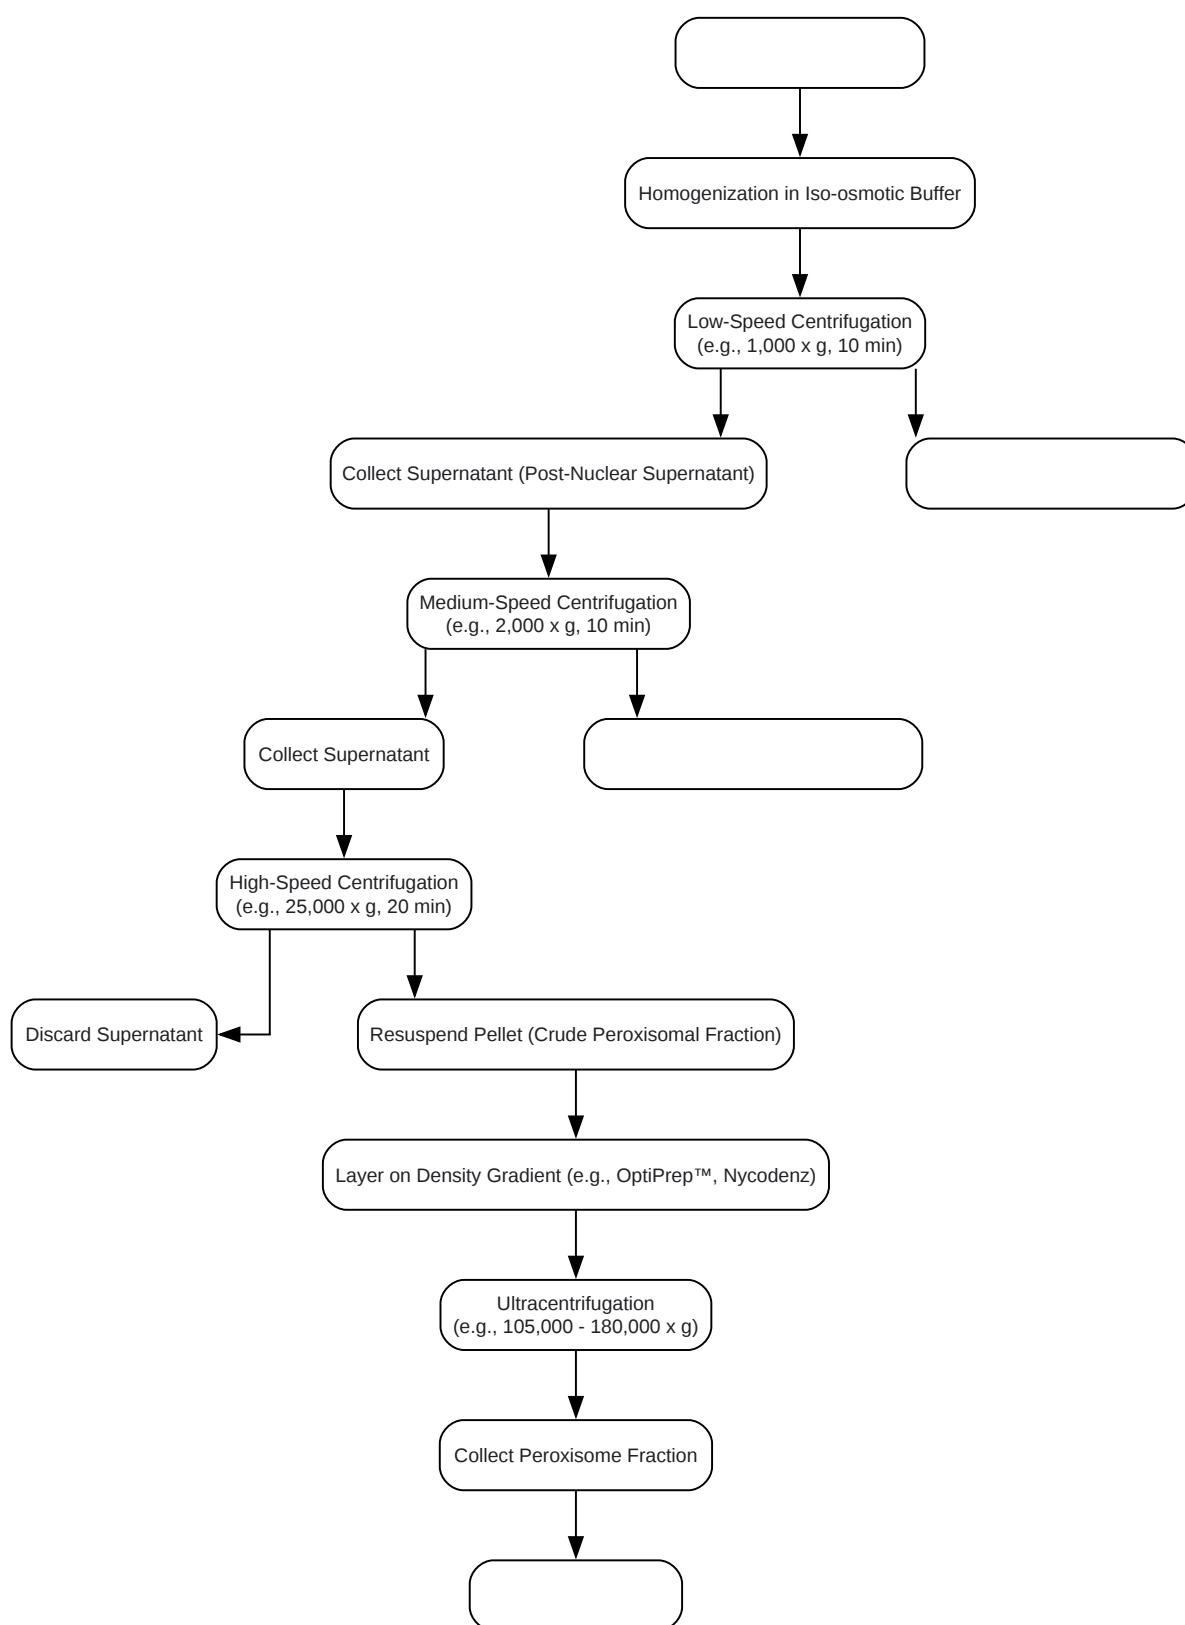 Homogenization in Iso-osmotic Buffer
Low-Speed Centrifugation
(e.g., 1,000 x g, 10 min)
Collect Supernatant (Post-Nuclear Supernatant)
Medium-Speed Centrifugation
(e.g., 2,000 x g, 10 min)
Collect Supernatant
High-Speed Centrifugation
(e.g., 25,000 x g, 20 min)
Discard Supernatant
Resuspend Pellet (Crude Peroxisomal Fraction)
Layer on Density Gradient (e.g., OptiPrep™, Nycodenz)
Ultracentrifugation
(e.g., 105,000 - 180,000 x g)
Collect Peroxisome Fraction